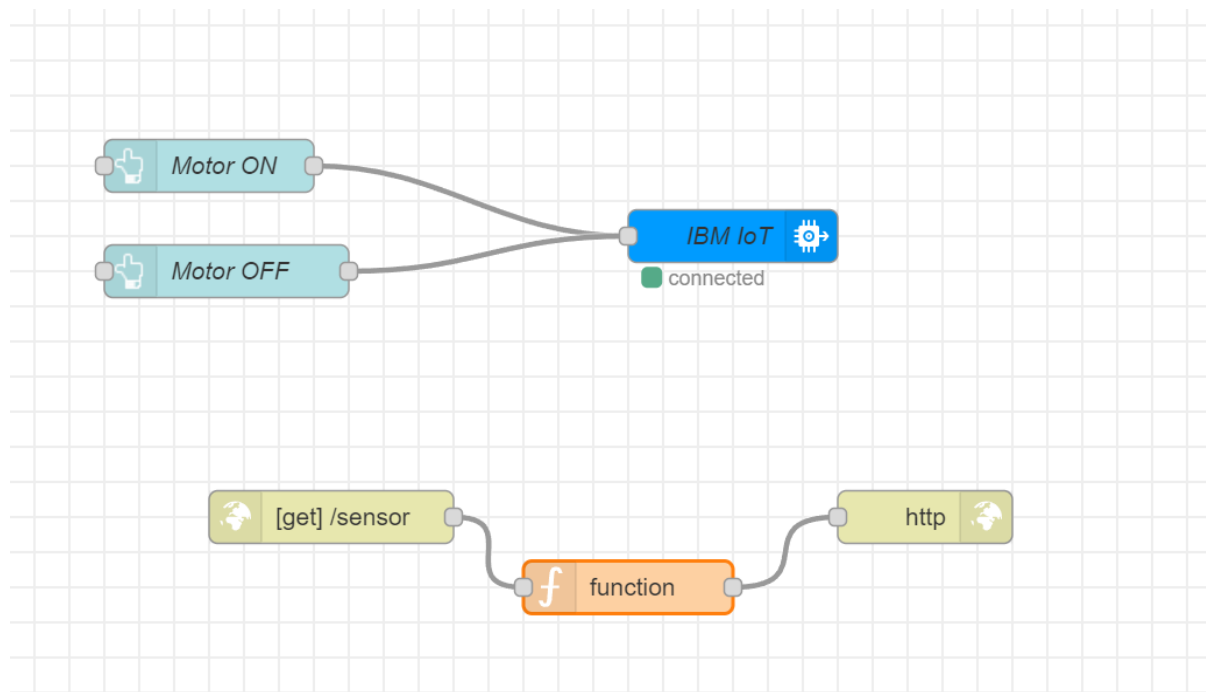 Motor ON
Motor OFF
IBM IoT
connected
[get] /sensor
http
function